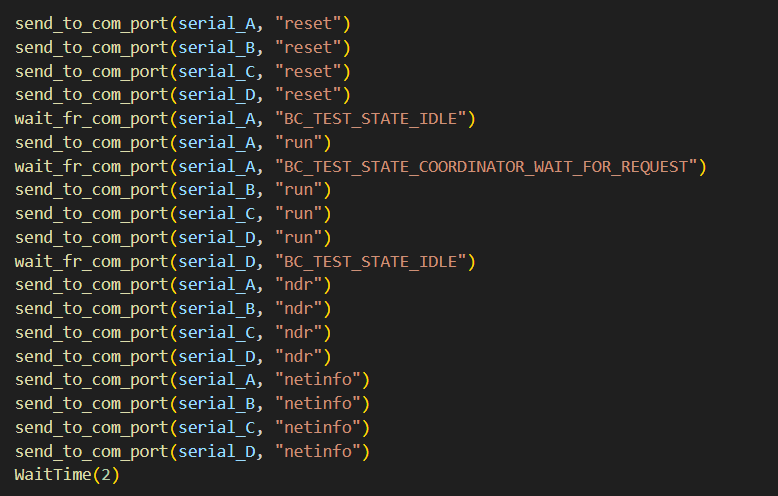 send_to_com_port(serial_A, "reset")
send_to_com_port(serial_B, "reset")
send_to_com_port(serial_C, "reset")
send_to_com_port(serial_D, "reset")
wait_fr_com_port(serial_A, "BC_TEST_STATE_IDLE")
send_to_com_port(serial_A, "run")
wait_fr_com_port(serial_A, "BC_TEST_STATE_COORDINATOR_WAIT_FOR_REQUEST")
send_to_com_port(serial_B, "run")
send_to_com_port(serial_C, "run")
send_to_com_port(serial_D, "run")
wait_fr_com_port(serial_D, "BC_TEST_STATE_IDLE")
send_to_com_port(serial_A, "ndr")
send_to_com_port(serial_B, "ndr")
send_to_com_port(serial_C, "ndr")
send_to_com_port(serial_D, "ndr")
send_to_com_port(serial_A, "netinfo")
send_to_com_port(serial_B, "netinfo")
send_to_com_port(serial_C, "netinfo")
send_to_com_port(serial_D, "netinfo")
WaitTime(2)